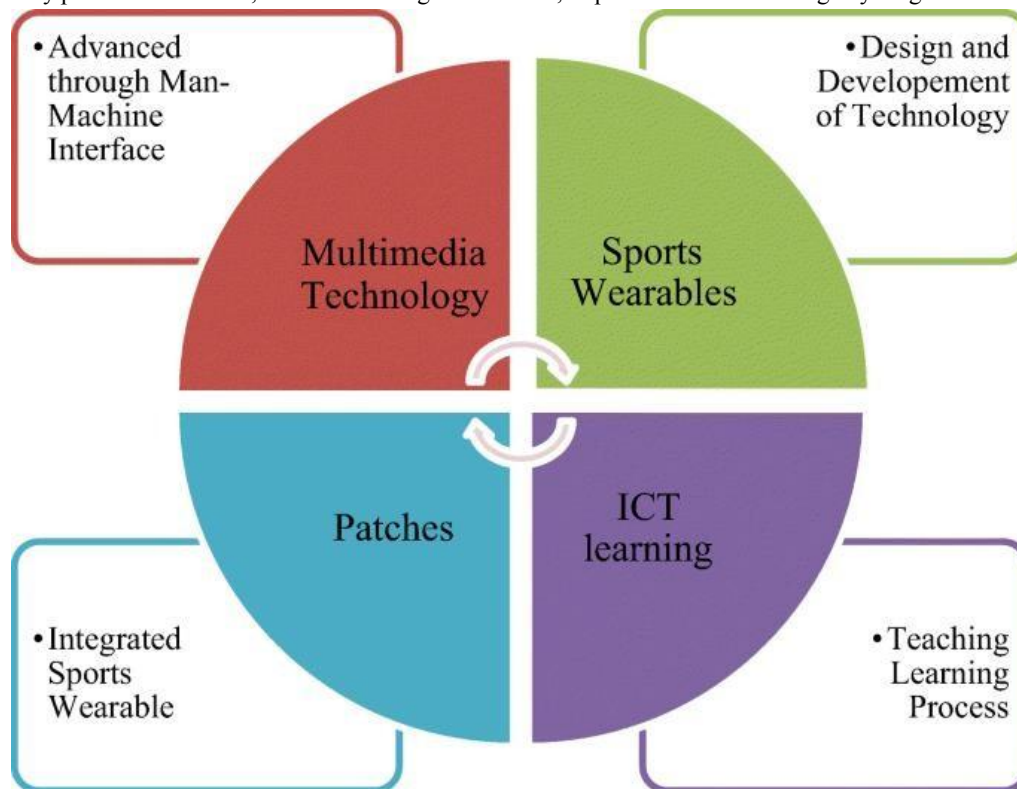 • Advanced
through Man-
Machine
Interface
• Design and
Developement
of Technology
Multimedia
Technology
Sports
Wearables
Patches
ICT
learning
• Integrated
Sports
Wearable
• Teaching
Learning
Process